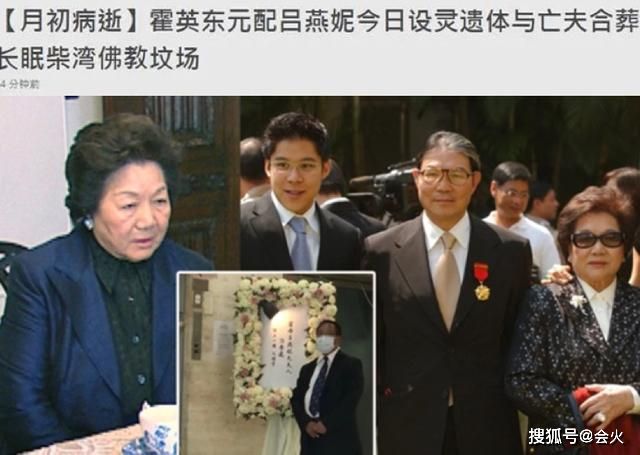 【月初病逝】霍英东元配吕燕妮今日设灵遗体与亡夫合葬
长眠柴湾佛教坟场
4 分钟前
搜狐号@会火